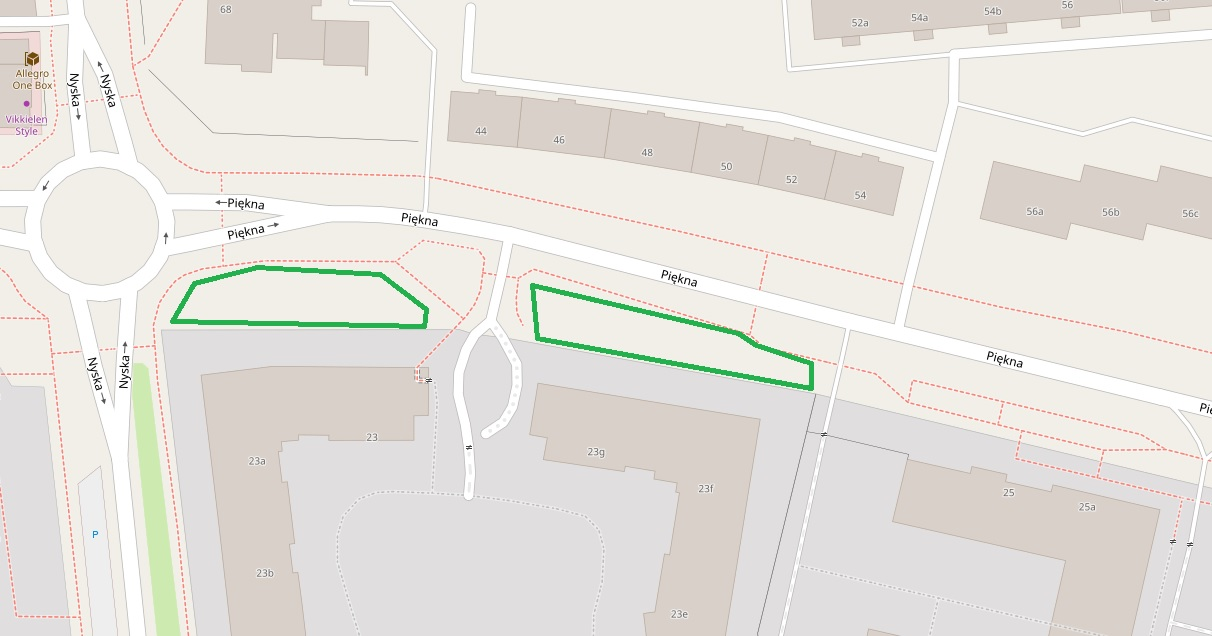 68
52a
54a
54b
56
Allegro
One Box
Vikkielen
Style
Nyska
Nyska
44
46
48
50
52
54
56a
56b
56c
Piękna
Piękna
Piękna
Piękna
Piękna
Nyska
Nyska
23
23a
23b
23g
23f
23e
25
25a
P